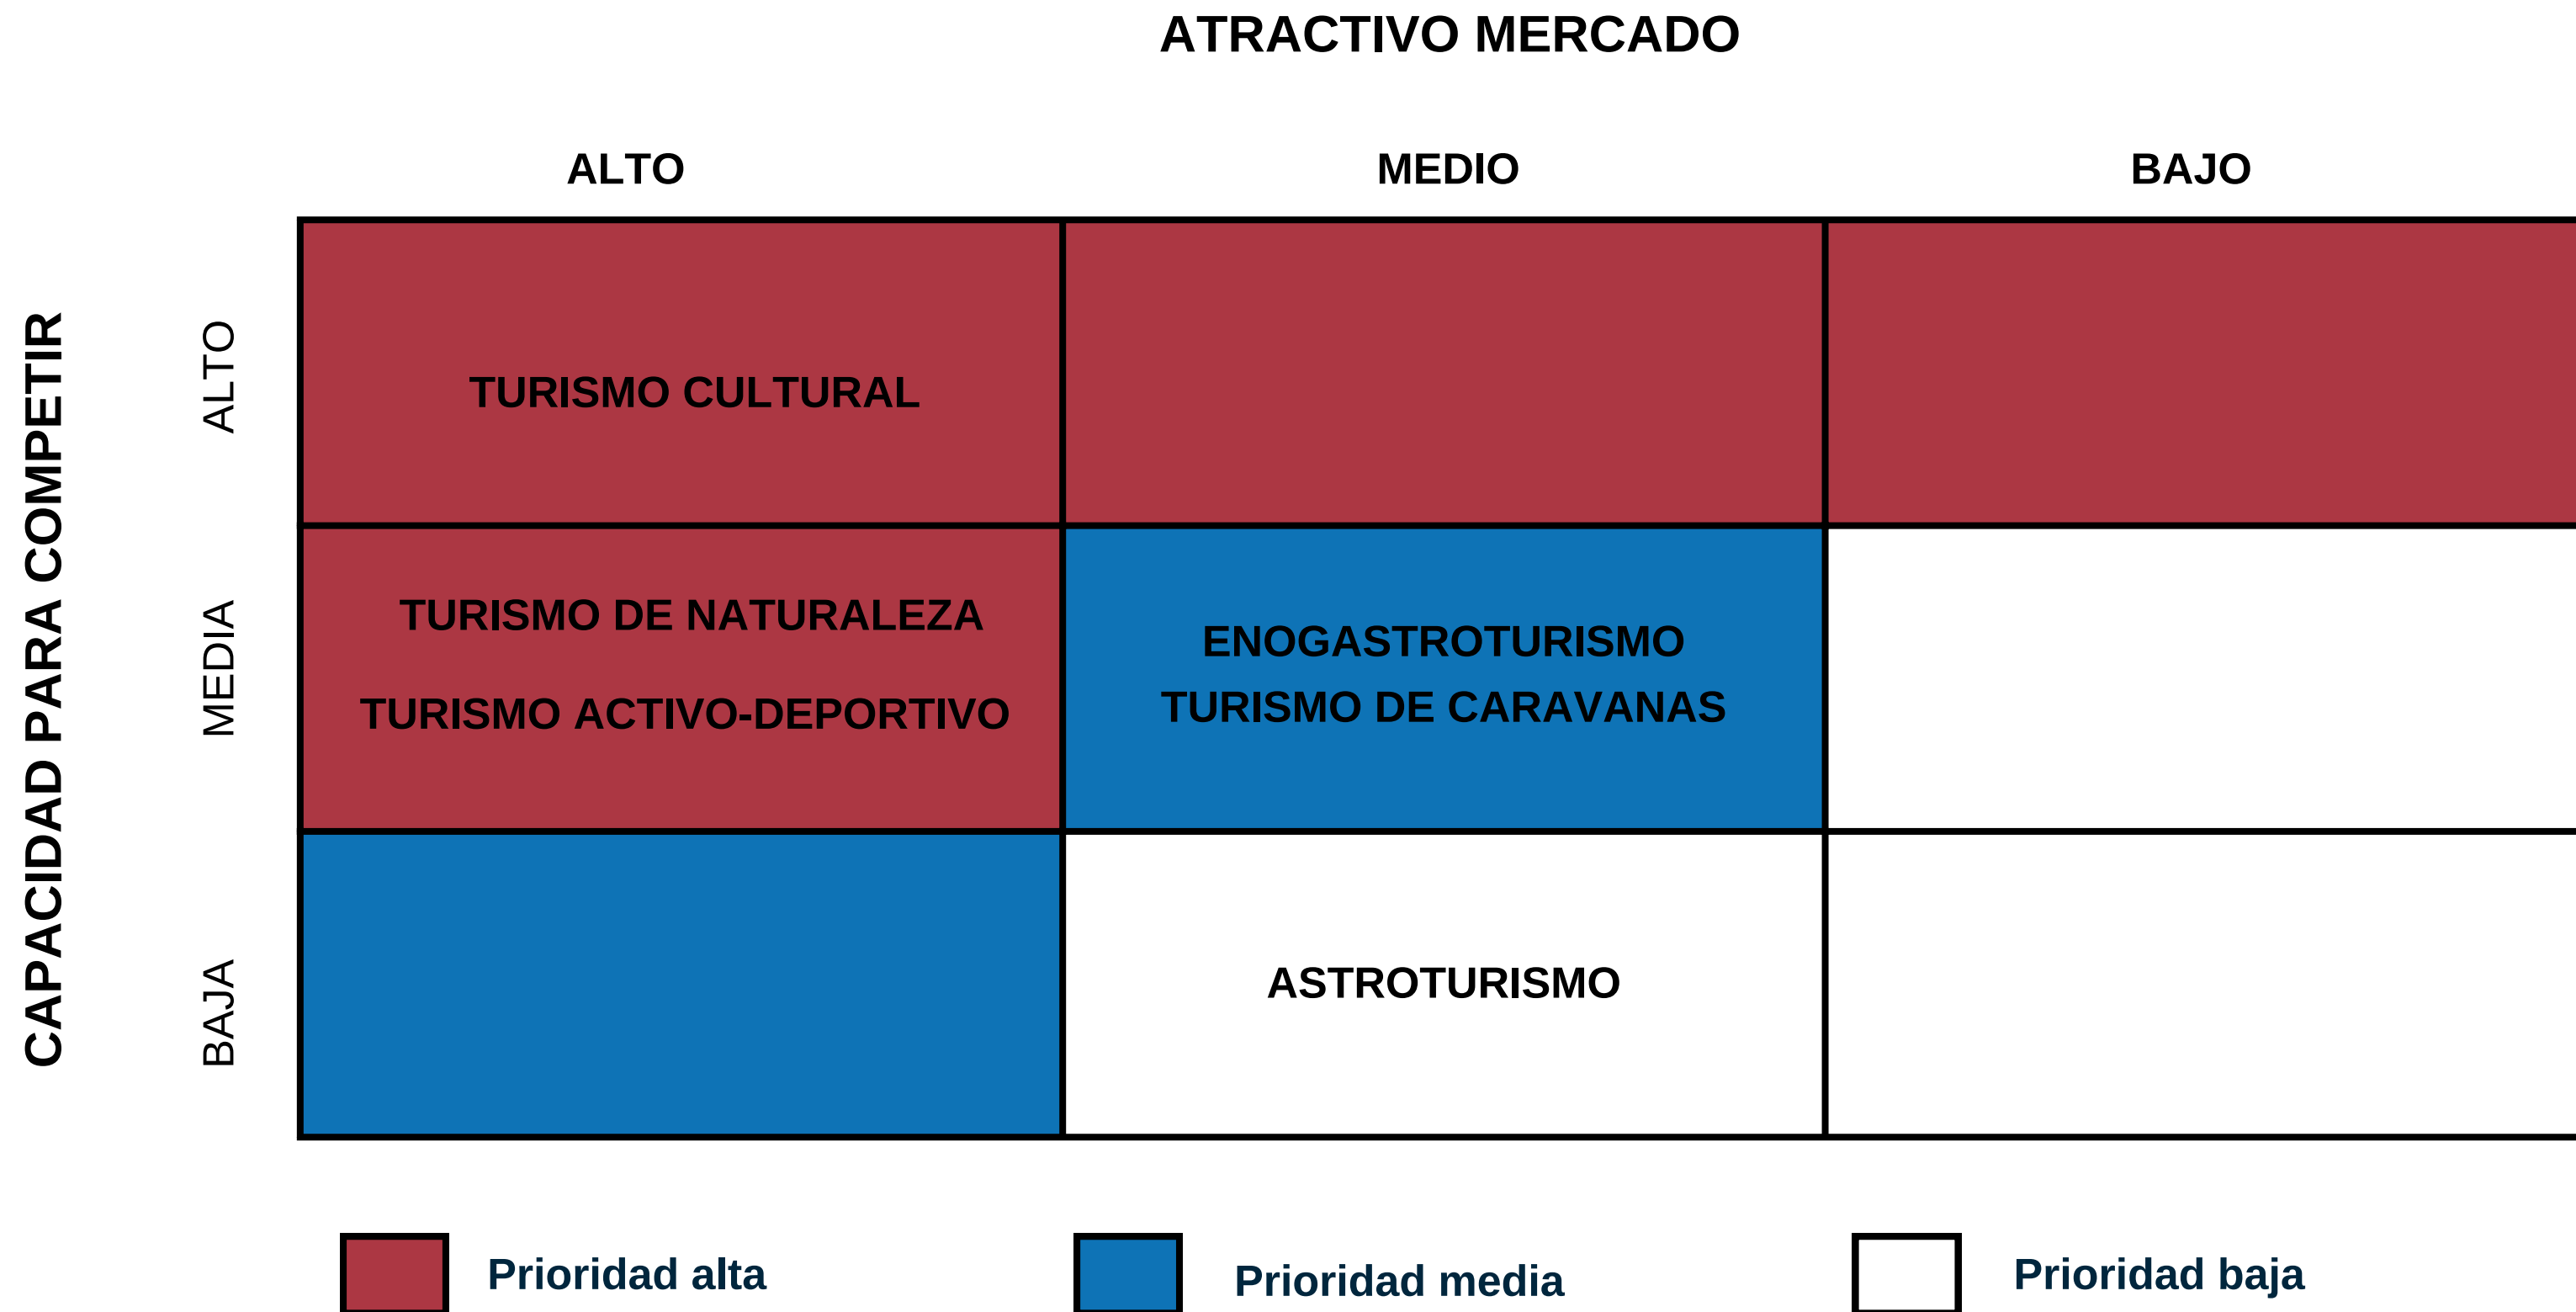 ATRACTIVO MERCADO
ALTO
MEDIO
BAJO
CAPACIDAD PARA COMPETIR
ALTO
TURISMO CULTURAL
MEDIA
TURISMO DE NATURALEZA
TURISMO ACTIVO-DEPORTIVO
ENOGASTROTURISMO
TURISMO DE CARAVANAS
BAJA
ASTROTURISMO
Prioridad alta
Prioridad media
Prioridad baja